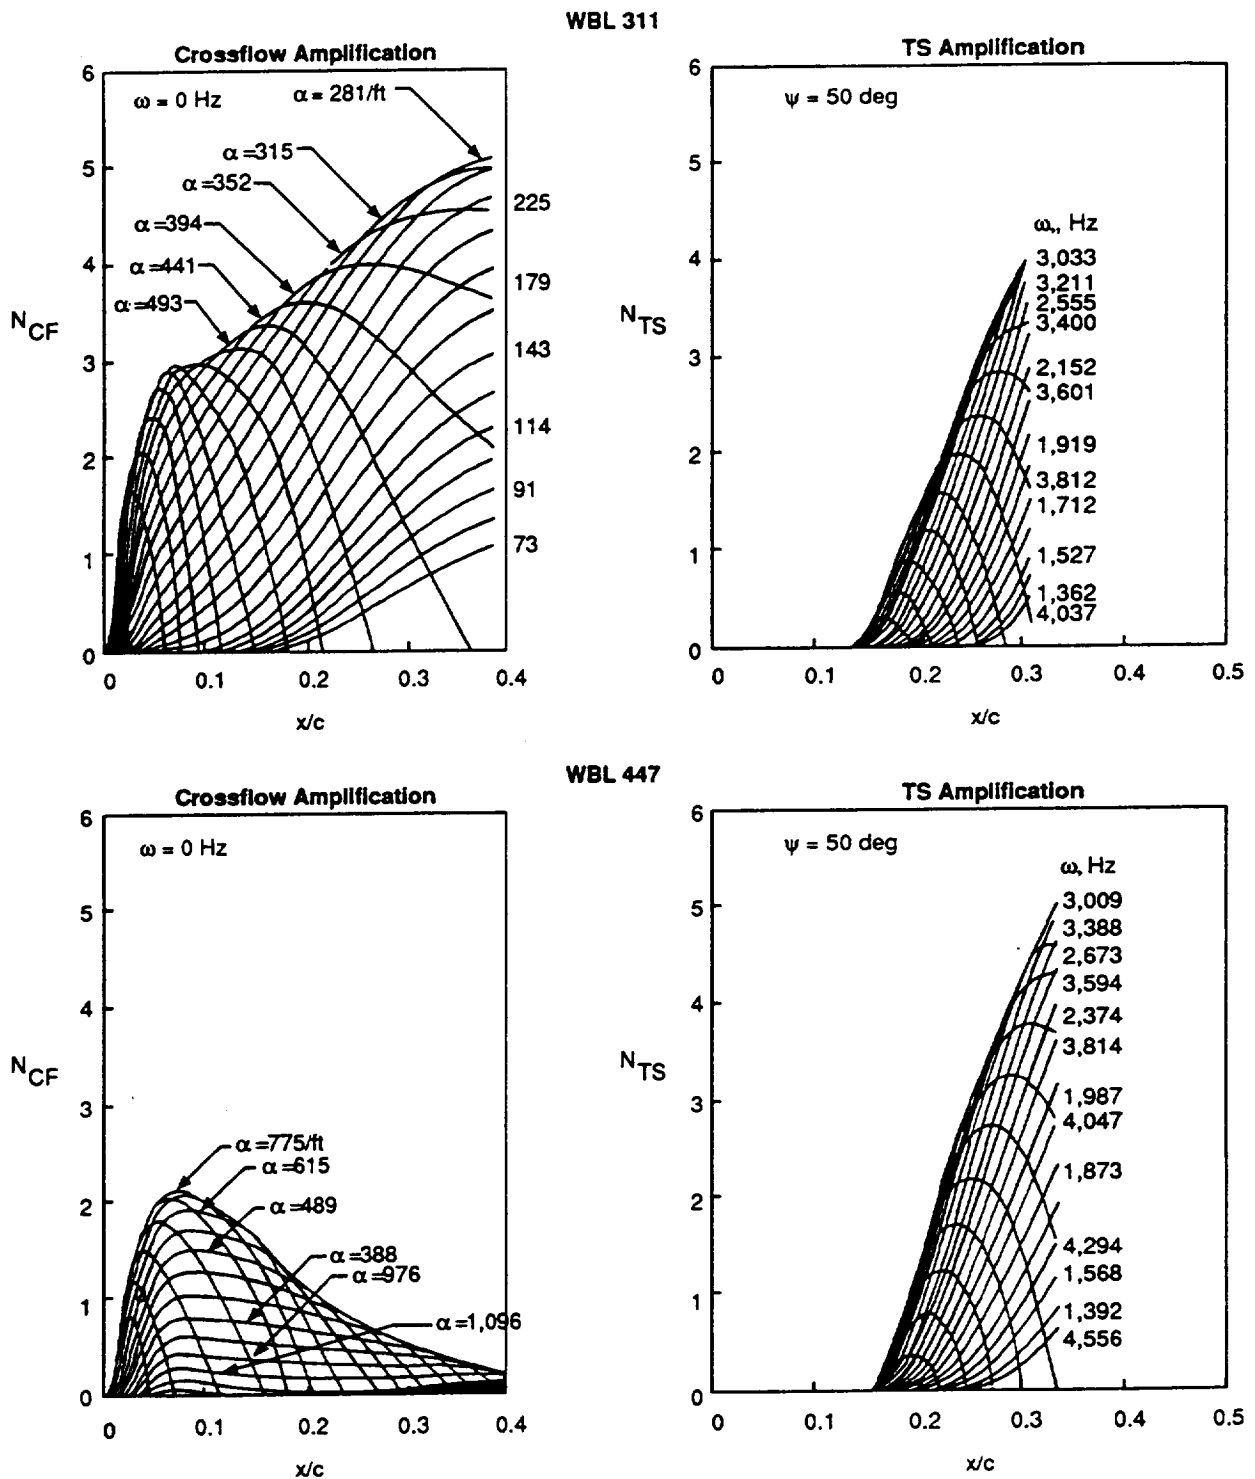 WBL 311
Crossflow Amplification
ω = 0 Hz
α = 281/ft
α=315
α=352
α=394
α=441
α=493
6
5
4
3
2
1
0
N CF
225
179
143
114
91
73
0 0.1 0.2 0.3 0.4
x/c
TS Amplification
ψ = 50 deg
6
5
4
3
2
1
0
N TS
ω,, Hz
3,033
3,211
2,555
3,400
2,152
3,601
1,919
3,812
1,712
1,527
1,362
4,037
0 0.1 0.2 0.3 0.4 0.5
x/c
WBL 447
Crossflow Amplification
ω = 0 Hz
6
5
4
3
2
1
0
N CF
α=775/ft
α=615
α=489
α=388
α=976
α=1,096
0 0.1 0.2 0.3 0.4
x/c
TS Amplification
ψ = 50 deg
6
5
4
3
2
1
0
N TS
ω, Hz
3,009
3,388
2,673
3,594
2,374
3,814
1,987
4,047
1,873
4,294
1,568
1,392
4,556
0 0.1 0.2 0.3 0.4 0.5
x/c